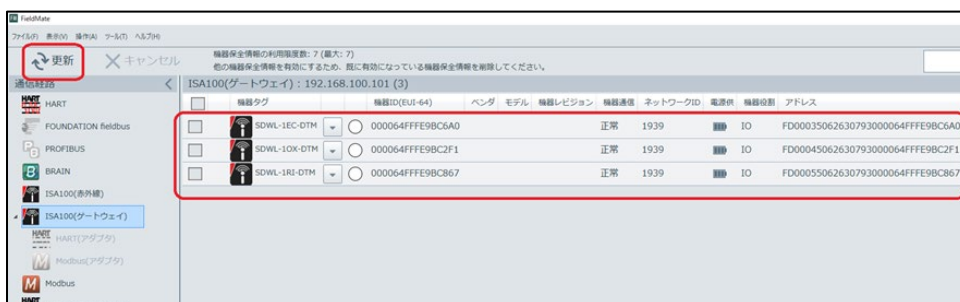 FieldMate
ファイル(F) 表示(V) 操作(A) ツール(T) ヘルプ(H)
更新 キャンセル
機器保全情報の利用限度数: 7 (最大: 7)
他の機器保全情報を有効にするため、既に有効になっている機器保全情報を削除してください。
通信経路
ISA100(ゲートウェイ) : 192.168.100.101 (3)
機器タグ 機器ID(EUI-64) ベンダ モデル 機器レビジョン 機器通信 ネットワークID 電源供 機器役割 アドレス
SDWL-1EC-DTM 000064FFFE9BC6A0 正常 1939 IO FD00035062630793000064FFFE9BC6A0
SDWL-1OX-DTM 000064FFFE9BC2F1 正常 1939 IO FD00045062630793000064FFFE9BC2F1
SDWL-1RI-DTM 000064FFFE9BC867 正常 1939 IO FD00055062630793000064FFFE9BC867
HART HART
FOUNDATION fieldbus
PROFIBUS
B BRAIN
ISA100(赤外線)
ISA100(ゲートウェイ)
HART HART(アダプタ)
M Modbus(アダプタ)
M Modbus
HART